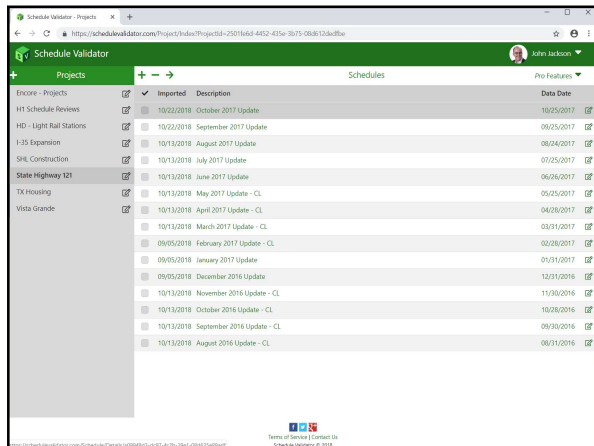 Schedule Validator - Projects
https://schedulevalidator.com/Project/Index?ProjectId=2501fe6d-4452-435e-3b75-08d612dedfbe
Schedule Validator
John Jackson
Projects
Schedules
Pro Features
Encore - Projects
H1 Schedule Reviews
HD - Light Rail Stations
I-35 Expansion
SHL Construction
State Highway 121
TX Housing
Vista Grande
Imported Description Data Date
10/22/2018 October 2017 Update 10/25/2017
10/22/2018 September 2017 Update 09/25/2017
10/13/2018 August 2017 Update 08/24/2017
10/13/2018 July 2017 Update 07/25/2017
10/13/2018 June 2017 Update 06/26/2017
10/13/2018 May 2017 Update - CL 05/25/2017
10/13/2018 April 2017 Update - CL 04/28/2017
10/13/2018 March 2017 Update - CL 03/31/2017
09/05/2018 February 2017 Update - CL 02/28/2017
09/05/2018 January 2017 Update 01/31/2017
09/05/2018 December 2016 Update 12/31/2016
10/13/2018 November 2016 Update - CL 11/30/2016
10/13/2018 October 2016 Update - CL 10/28/2016
10/13/2018 September 2016 Update - CL 09/30/2016
10/13/2018 August 2016 Update - CL 08/31/2016
Terms of Service | Contact Us
Schedule Validator © 2018